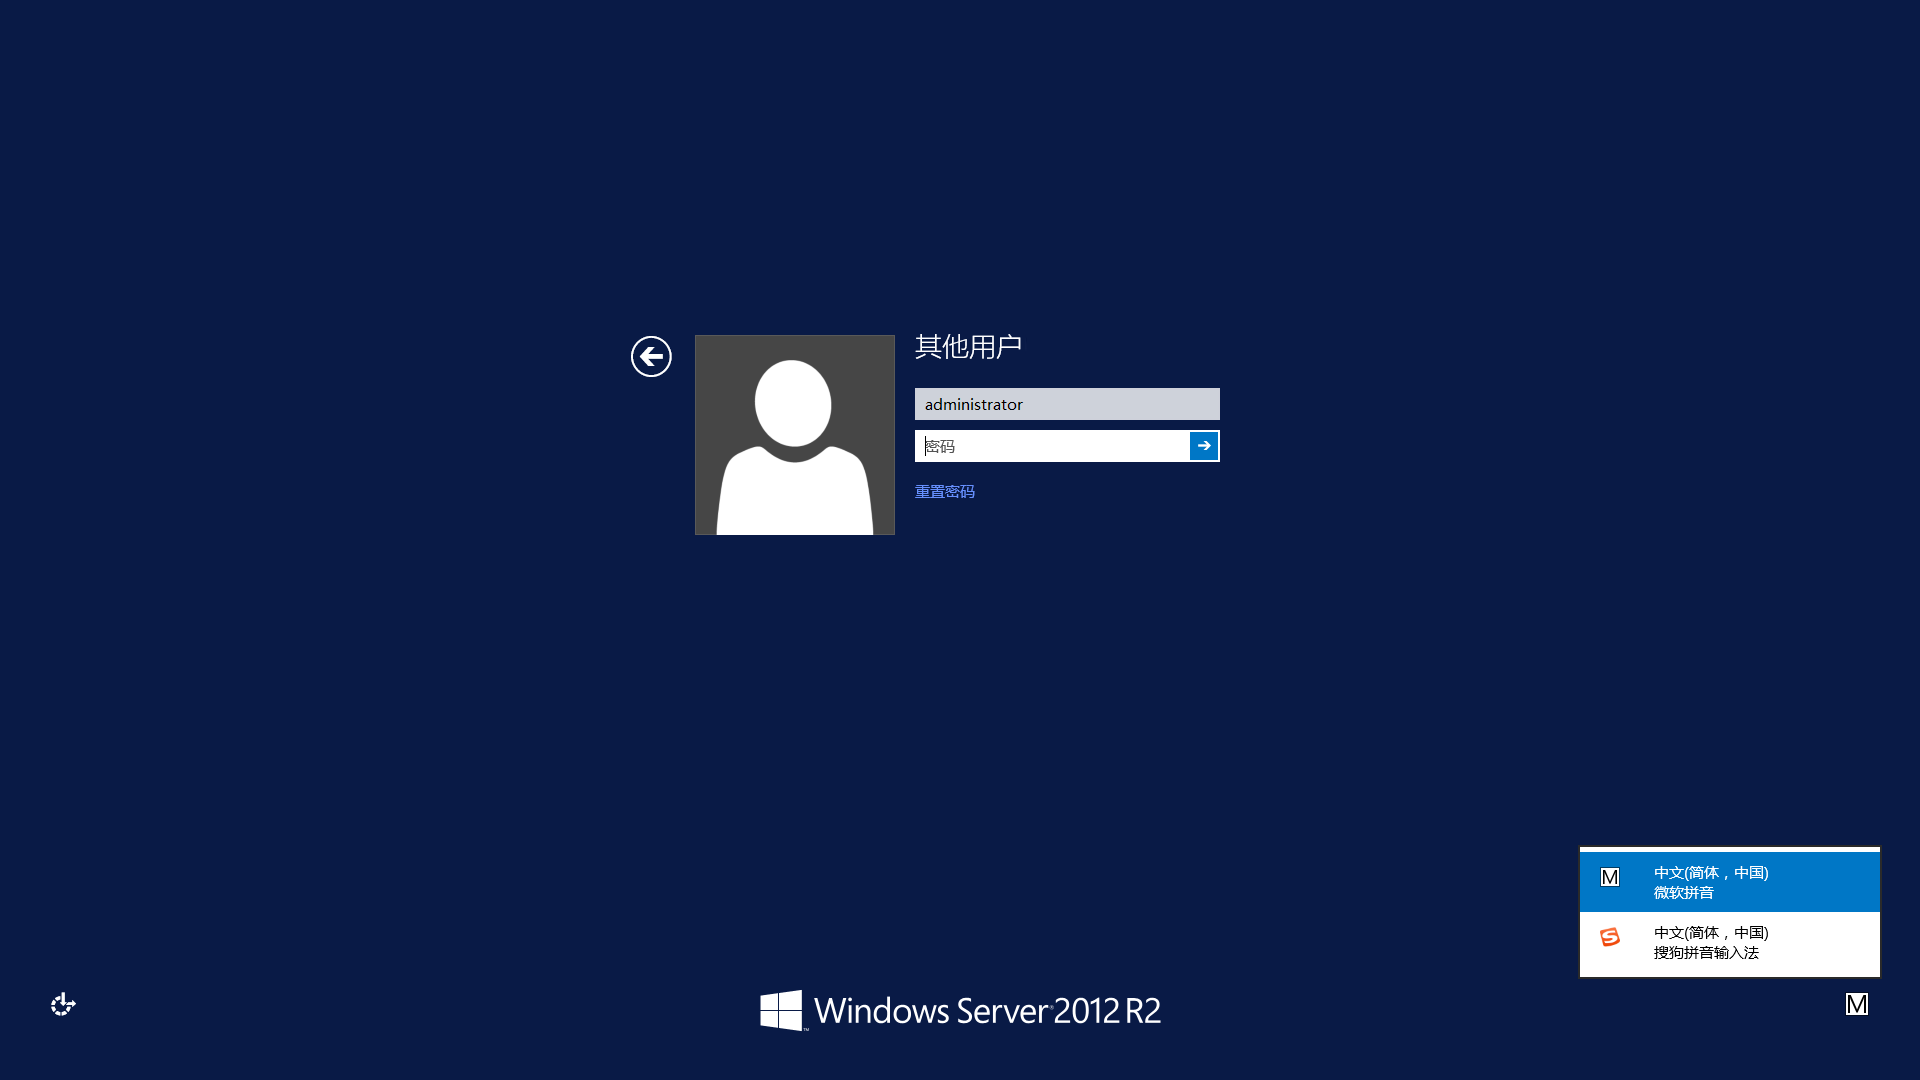 其他用户
administrator
密码
重置密码
M 中文(简体，中国)
微软拼音
S 中文(简体，中国)
搜狗拼音输入法
Windows Server 2012 R2
M